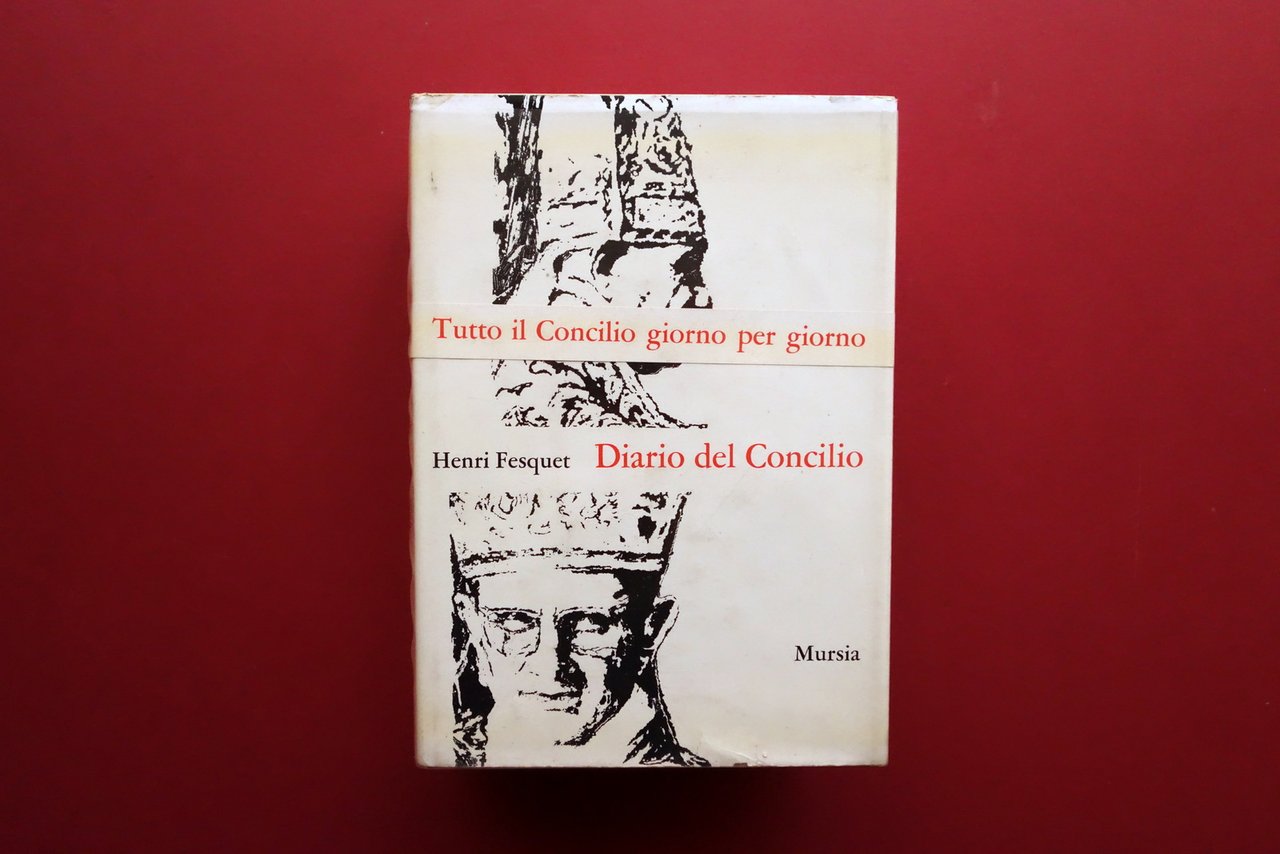 Tutto il Concilio giorno per giorno
Henri Fesquet Diario del Concilio
Mursia